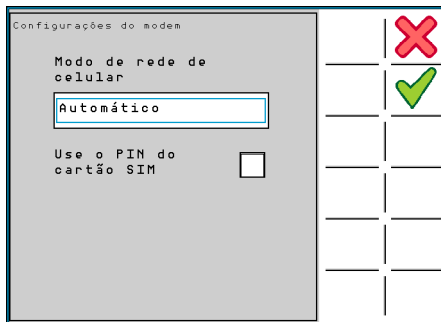 Configurações do modem
Modo de rede de
celular
Automático
Use o PIN do
cartão SIM